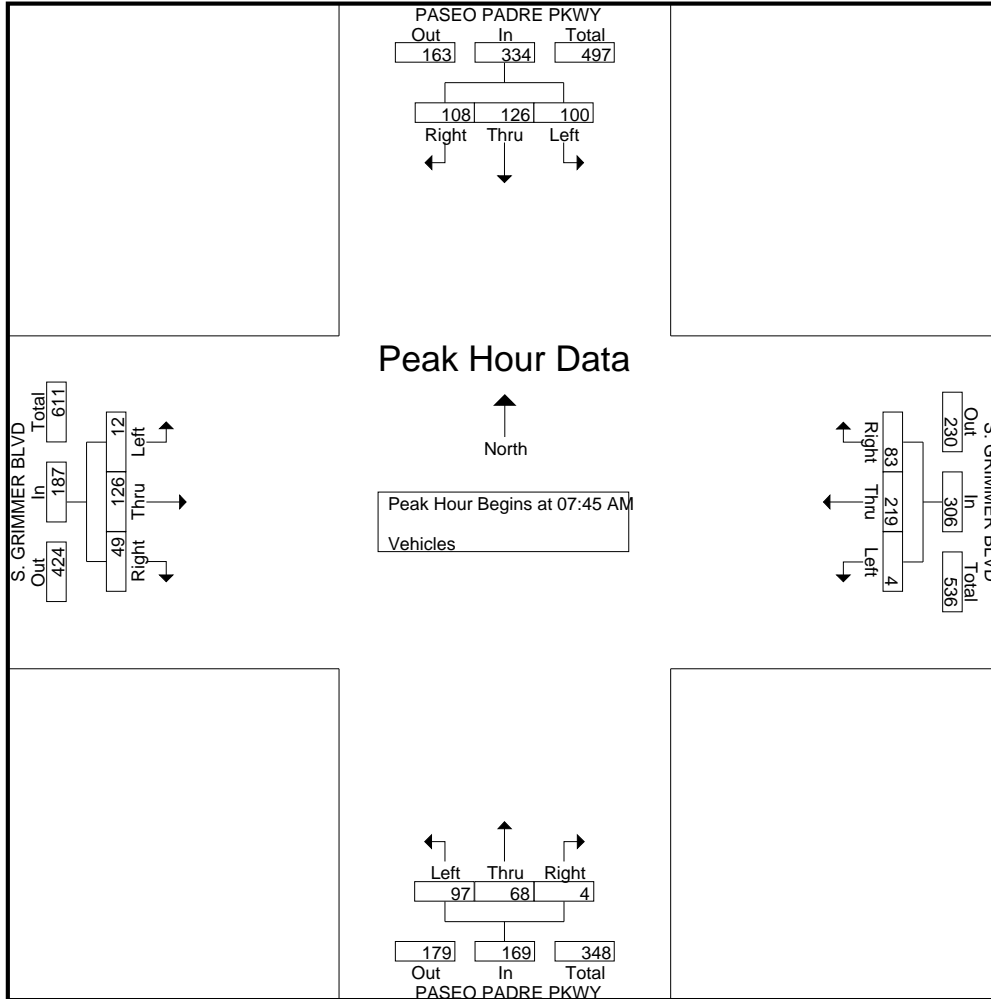 PASEO PADRE PKWY
Out In Total
163 334 497
108 126 100
Right Thru Left
Peak Hour Data
North
Peak Hour Begins at 07:45 AM
Vehicles
S. GRIMMER BLVD
Total In Out
611 187 424
12 126 49
Left Thru Right
S. GRIMMER BLVD
Out In Total
230 306 536
83 219 4
Right Thru Left
Left Thru Right
97 68 4
179 169 348
Out In Total
PASEO PADRE PKWY